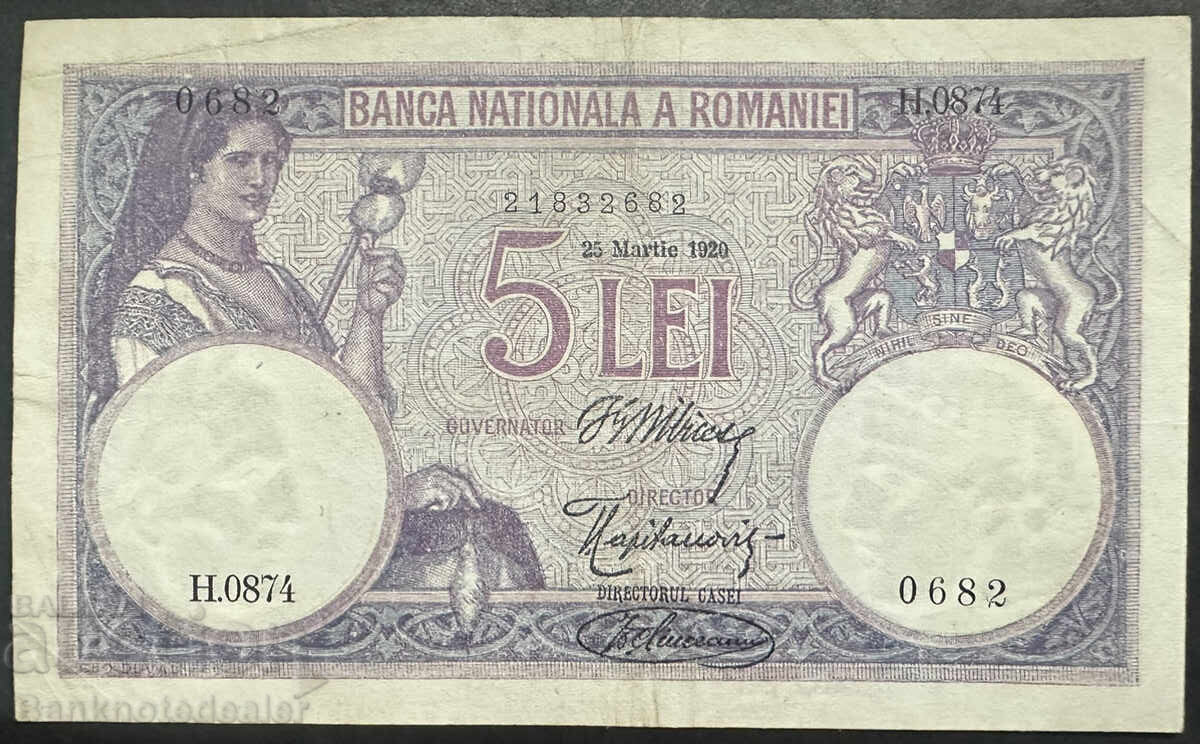 0682
BANCA NATIONALA A ROMANIEI
H.0874
21832682
25 Martie 1920
5 LEI
SINE
NIHIL DEO
GUVERNATOR
DIRECTOR
DIRECTORUL CASEI
H.0874
0682
Banknotedealer